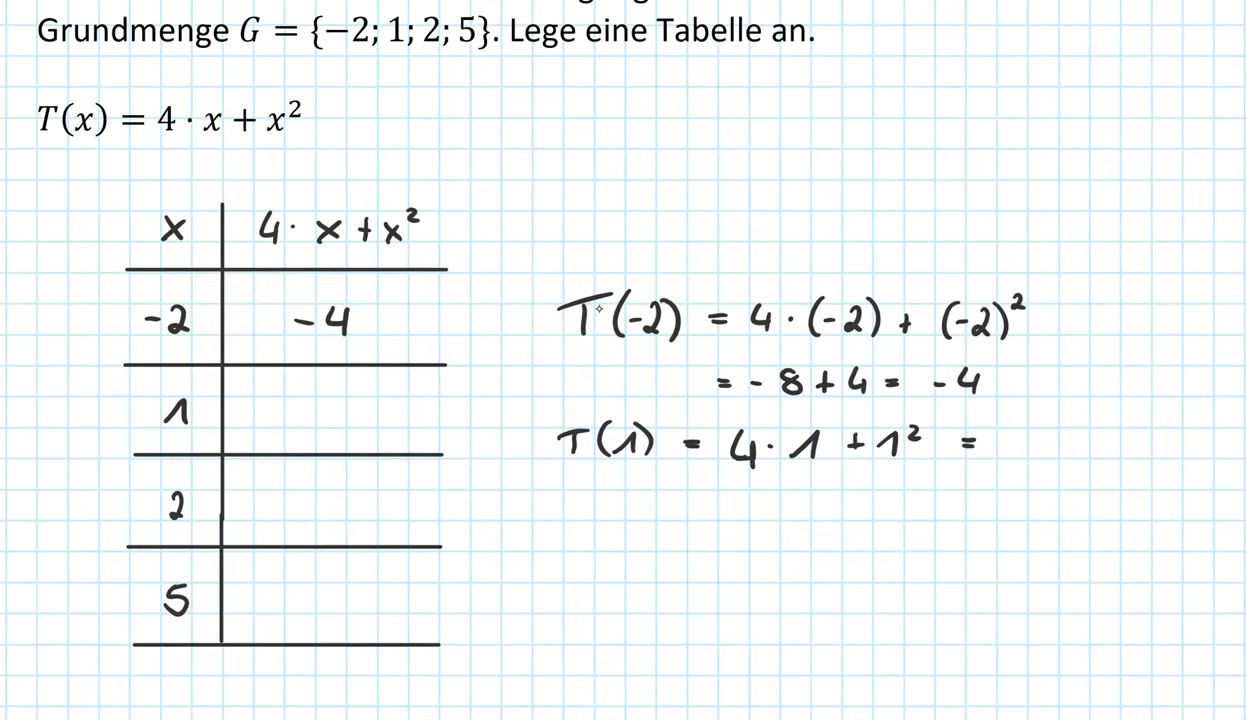 Grundmenge G = {−2; 1; 2; 5}. Lege eine Tabelle an.
T(x) = 4 · x + x²
x 4 · x + x²
-2 -4
1
2
5
T(-2) = 4 · (-2) + (-2)²
= - 8 + 4 = - 4
T(1) = 4 · 1 + 1² =